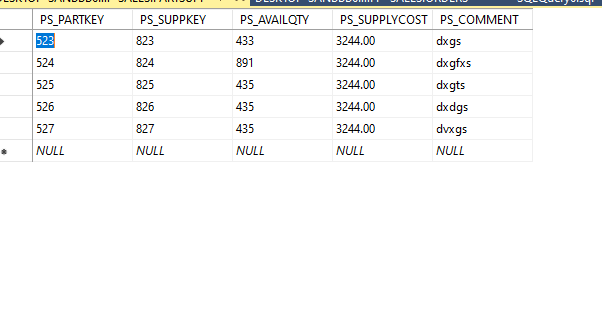 PS_PARTKEY PS_SUPPKEY PS_AVAILQTY PS_SUPPLYCOST PS_COMMENT
523 823 433 3244.00 dxgs
524 824 891 3244.00 dxgfxs
525 825 435 3244.00 dxgts
526 826 435 3244.00 dxdgs
527 827 435 3244.00 dvxgs
NULL NULL NULL NULL NULL